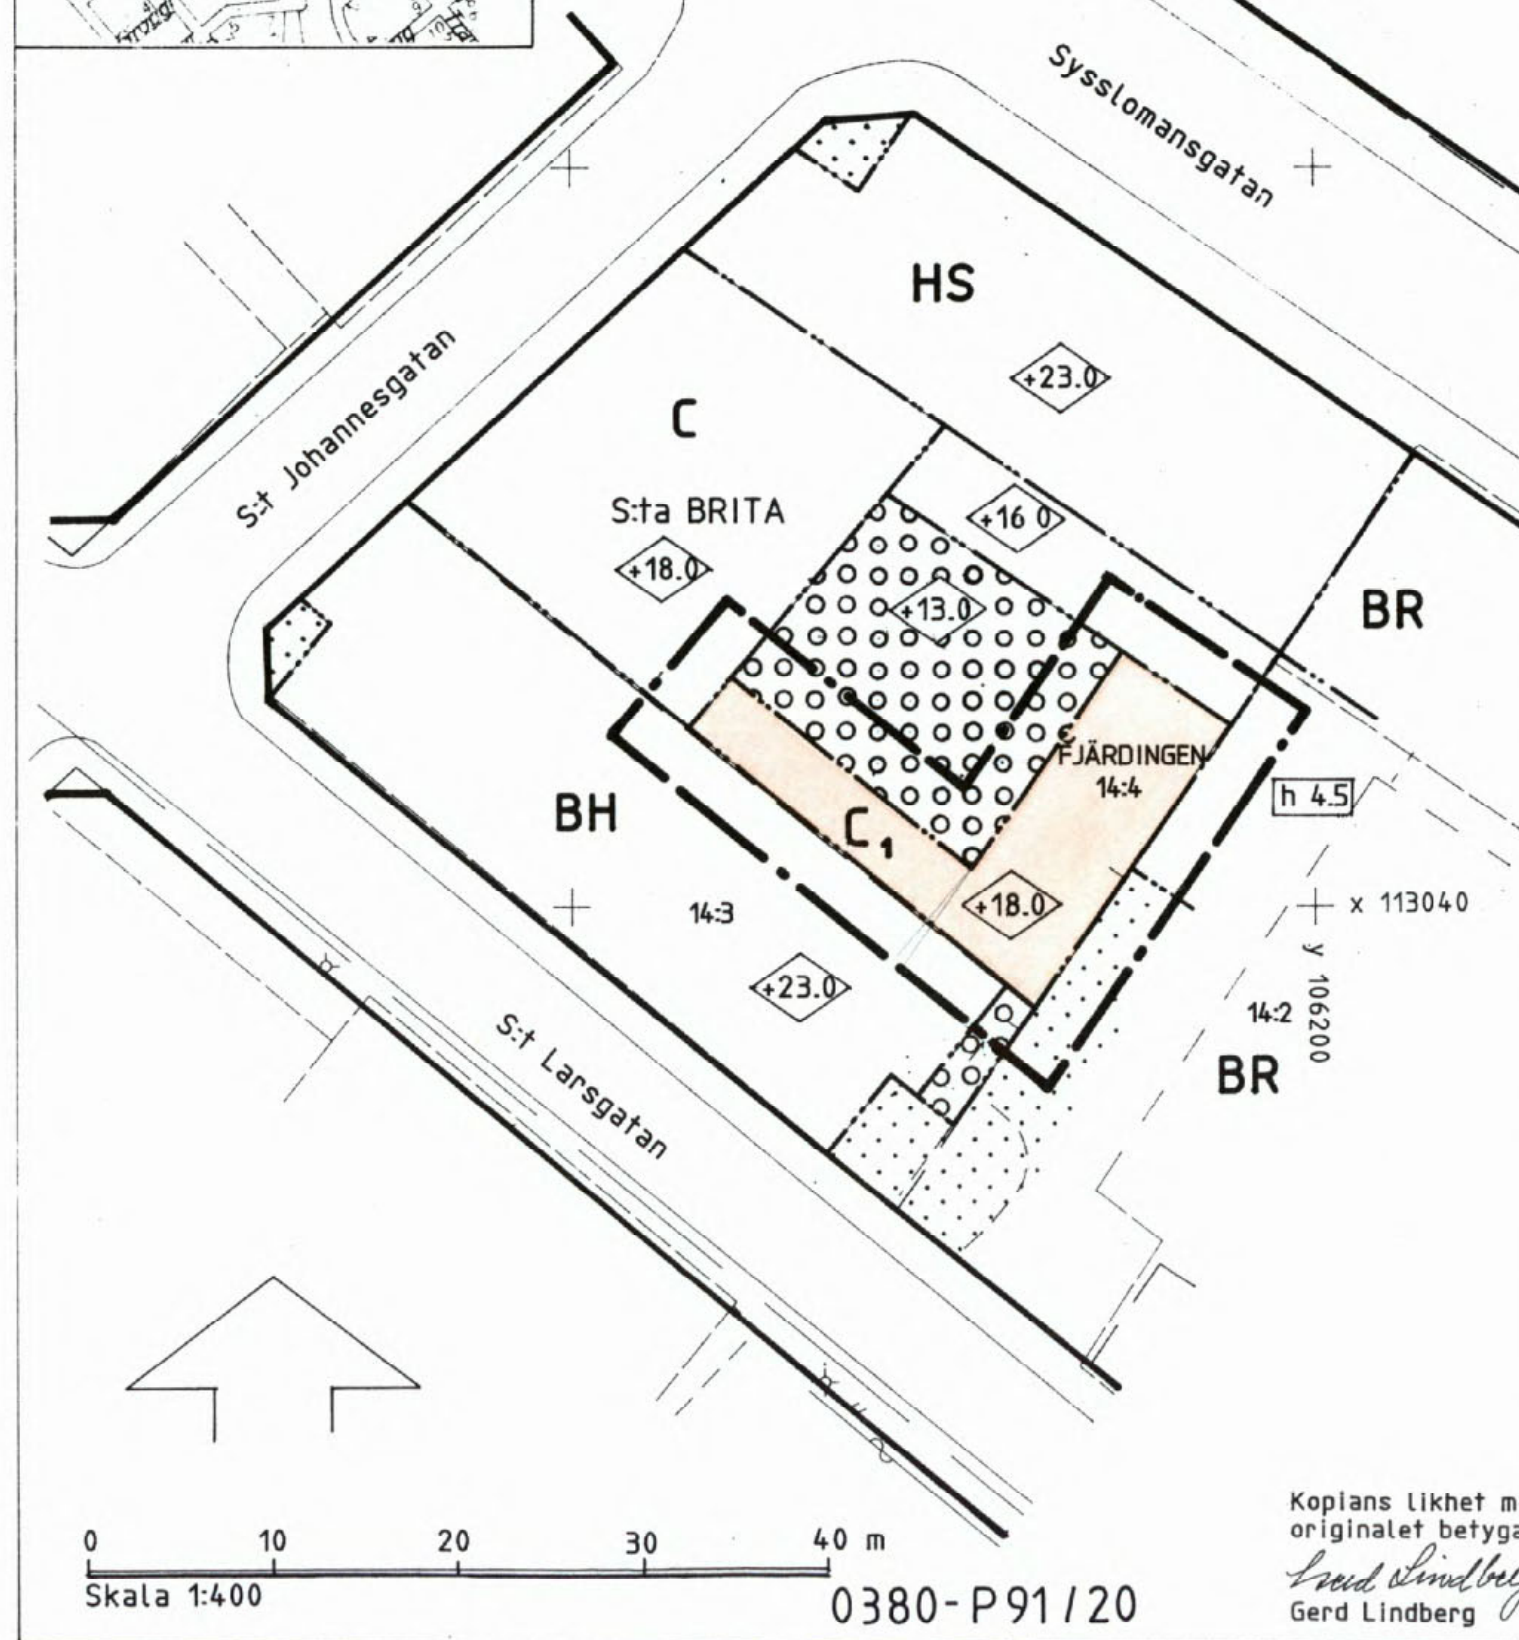 Sysslomansgatan
HS
+23.0
S:t Johannesgatan
C
S:ta BRITA
+18.0
+16 0
+13.0
BR
FJÄRDINGEN
14:4
h 4.5
BH
C1
14:3
+18.0
x 113040
y 106200
+23.0
14:2
BR
S:t Larsgatan
0 10 20 30 40 m
Skala 1:400
0380-P91/20
Kopians likhet m
originalet betyga
Gerd Lindberg
Gerd Lindberg